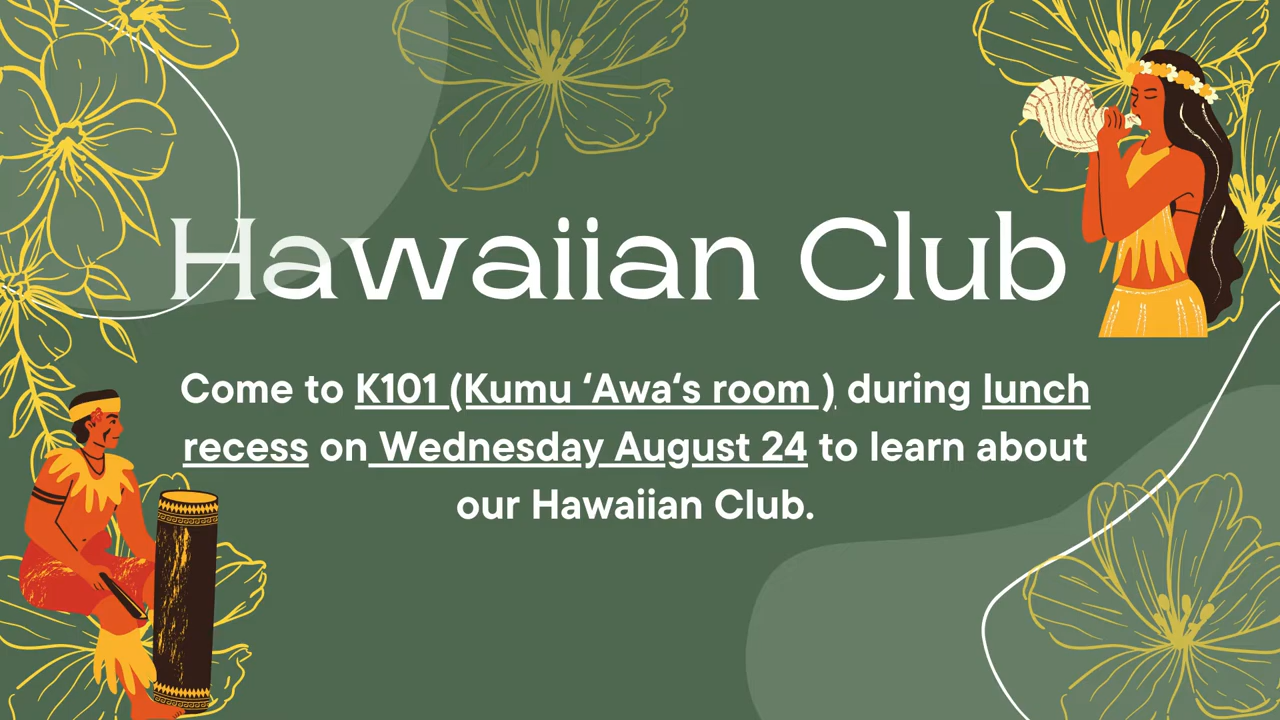 Hawaiian Club
Come to K101 (Kumu ‘Awa‘s room ) during lunch
recess on Wednesday August 24 to learn about
our Hawaiian Club.